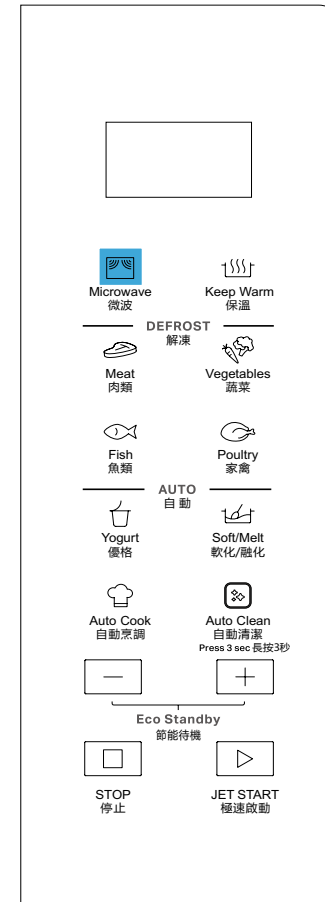 Microwave
微波
Keep Warm
保溫
DEFROST
解凍
Meat
肉類
Vegetables
蔬菜
Fish
魚類
Poultry
家禽
AUTO
自動
Yogurt
優格
Soft/Melt
軟化/融化
Auto Cook
自動烹調
Auto Clean
自動清潔
Press 3 sec 長按3秒
Eco Standby
節能待機
STOP
停止
JET START
極速啟動